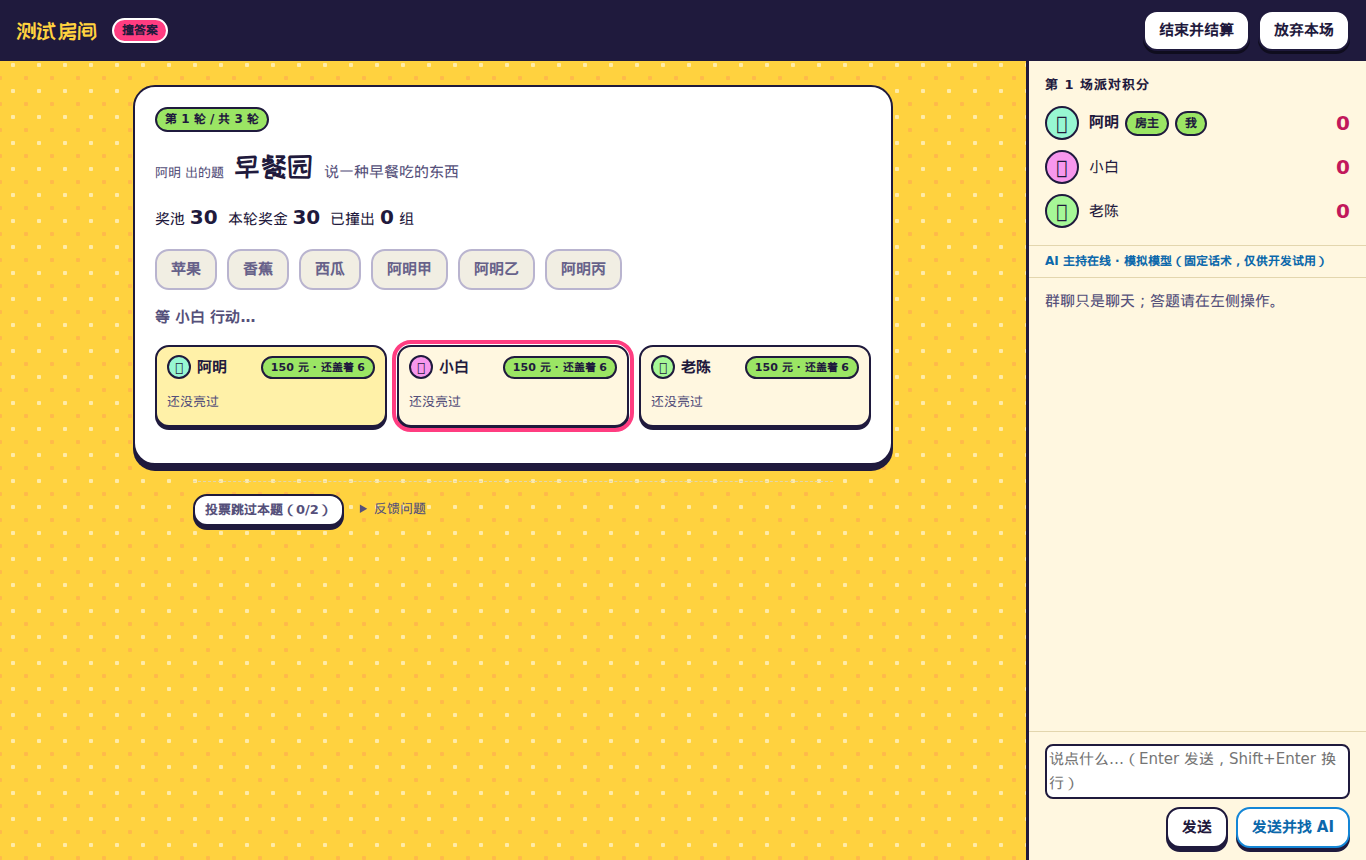 测试房间 撞答案 结束并结算 放弃本场
第 1 轮 / 共 3 轮
阿明 出的题 早餐园 说一种早餐吃的东西
奖池 30 本轮奖金 30 已撞出 0 组
苹果 香蕉 西瓜 阿明甲 阿明乙 阿明丙
等 小白 行动…
阿明 150 元 · 还盖着 6
还没亮过
小白 150 元 · 还盖着 6
还没亮过
老陈 150 元 · 还盖着 6
还没亮过
投票跳过本题（0/2） ▶ 反馈问题
第 1 场派对积分
阿明 房主 我 0
小白 0
老陈 0
AI 主持在线 · 模拟模型（固定话术，仅供开发试用）
群聊只是聊天；答题请在左侧操作。
说点什么…（Enter 发送，Shift+Enter 换
行）
发送 发送并找 AI